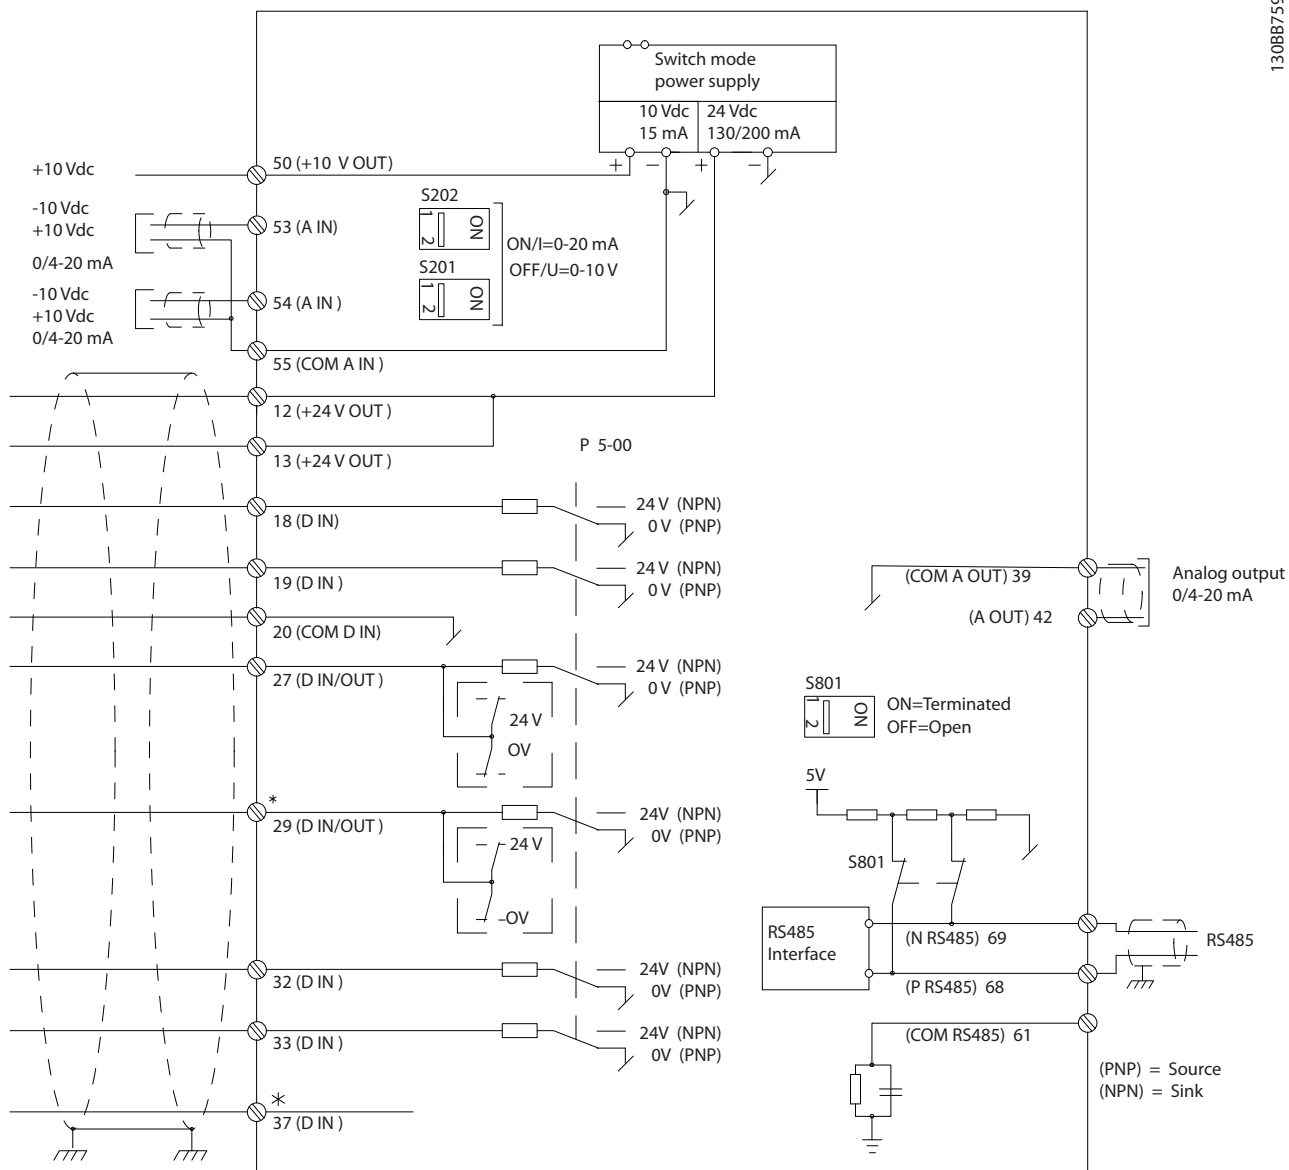 130BB759
Switch mode
power supply
10 Vdc
15 mA
24 Vdc
130/200 mA
+ − + −
+10 Vdc
50 (+10 V OUT)
-10 Vdc
+10 Vdc
0/4-20 mA
53 (A IN)
S202
1
2
ON
ON/I=0-20 mA
OFF/U=0-10 V
S201
1
2
ON
-10 Vdc
+10 Vdc
0/4-20 mA
54 (A IN )
55 (COM A IN )
12 (+24 V OUT )
13 (+24 V OUT )
P 5-00
18 (D IN)
24 V (NPN)
0 V (PNP)
19 (D IN )
24 V (NPN)
0 V (PNP)
20 (COM D IN)
27 (D IN/OUT )
24 V (NPN)
0 V (PNP)
24 V
OV
*
29 (D IN/OUT )
24V (NPN)
0V (PNP)
24 V
OV
32 (D IN )
24V (NPN)
0V (PNP)
33 (D IN )
24V (NPN)
0V (PNP)
*
37 (D IN )
(COM A OUT) 39
(A OUT) 42
Analog output
0/4-20 mA
S801
1
2
ON
ON=Terminated
OFF=Open
5V
S801
RS485
Interface
(N RS485) 69
(P RS485) 68
RS485
(COM RS485) 61
(PNP) = Source
(NPN) = Sink